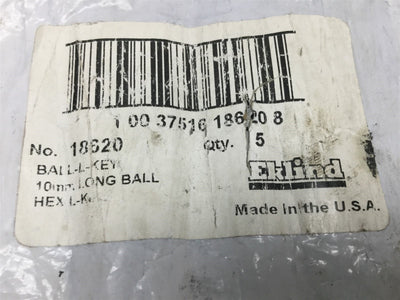 1 00 37516 18620 8
No. 18620 Qty. 5
BALL-L-KEY
10mm LONG BALL
HEX L-K
Eklind
Made in the U.S.A.